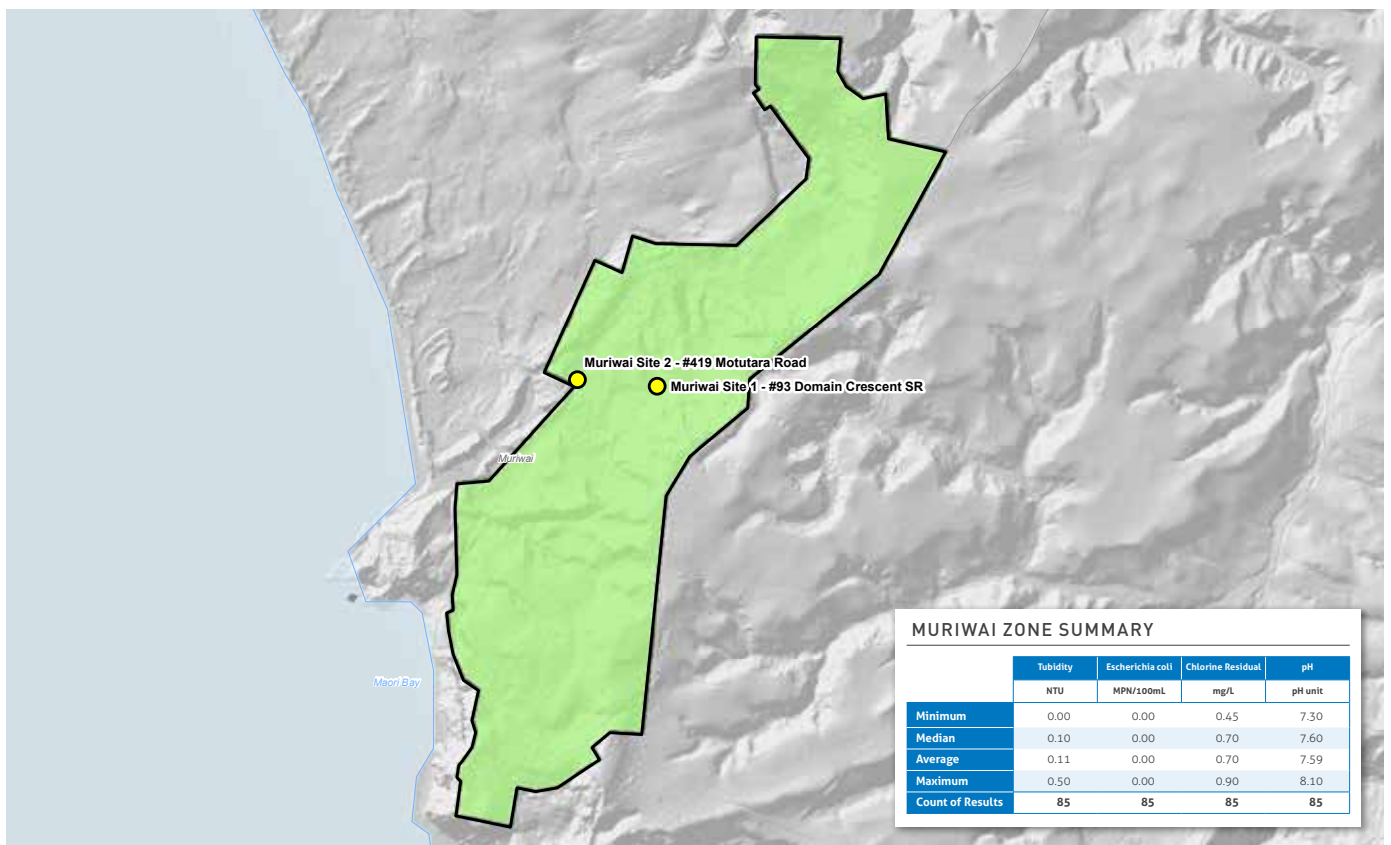 Muriwai Site 2 - #419 Motutara Road
Muriwai Site 1 - #93 Domain Crescent SR
Muriwai
Maori Bay
MURIWAI ZONE SUMMARY
Tubidity Escherichia coli Chlorine Residual pH
NTU MPN/100mL mg/L pH unit
Minimum 0.00 0.00 0.45 7.30
Median 0.10 0.00 0.70 7.60
Average 0.11 0.00 0.70 7.59
Maximum 0.50 0.00 0.90 8.10
Count of Results 85 85 85 85